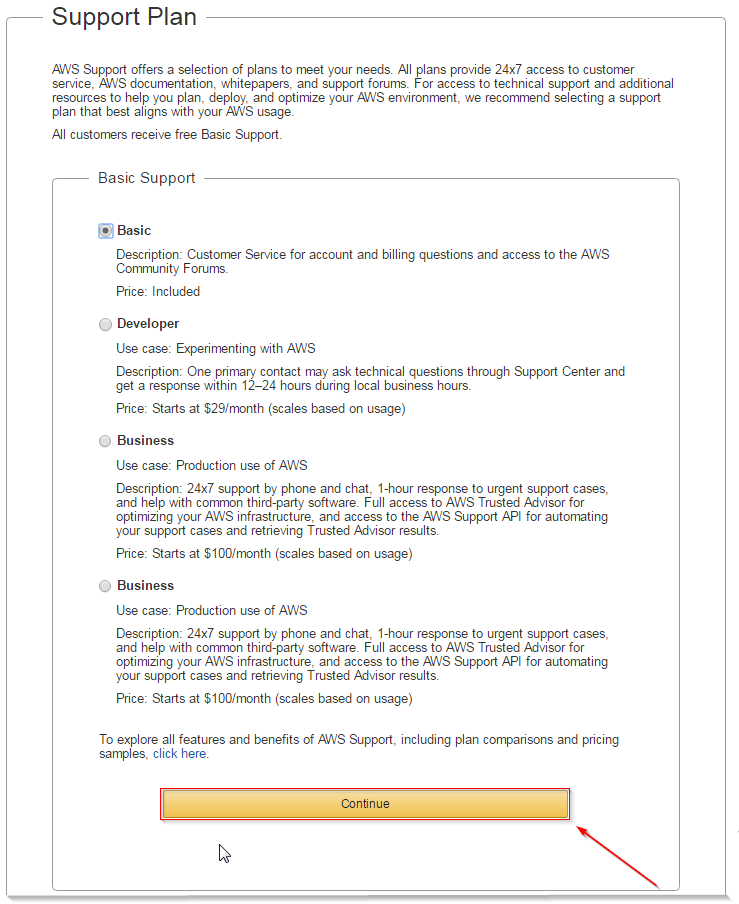 Support Plan
AWS Support offers a selection of plans to meet your needs. All plans provide 24x7 access to customer
service, AWS documentation, whitepapers, and support forums. For access to technical support and additional
resources to help you plan, deploy, and optimize your AWS environment, we recommend selecting a support
plan that best aligns with your AWS usage.
All customers receive free Basic Support.
Basic Support
Basic
Description: Customer Service for account and billing questions and access to the AWS
Community Forums.
Price: Included
Developer
Use case: Experimenting with AWS
Description: One primary contact may ask technical questions through Support Center and
get a response within 12–24 hours during local business hours.
Price: Starts at $29/month (scales based on usage)
Business
Use case: Production use of AWS
Description: 24x7 support by phone and chat, 1-hour response to urgent support cases,
and help with common third-party software. Full access to AWS Trusted Advisor for
optimizing your AWS infrastructure, and access to the AWS Support API for automating
your support cases and retrieving Trusted Advisor results.
Price: Starts at $100/month (scales based on usage)
Business
Use case: Production use of AWS
Description: 24x7 support by phone and chat, 1-hour response to urgent support cases,
and help with common third-party software. Full access to AWS Trusted Advisor for
optimizing your AWS infrastructure, and access to the AWS Support API for automating
your support cases and retrieving Trusted Advisor results.
Price: Starts at $100/month (scales based on usage)
To explore all features and benefits of AWS Support, including plan comparisons and pricing
samples, click here.
Continue